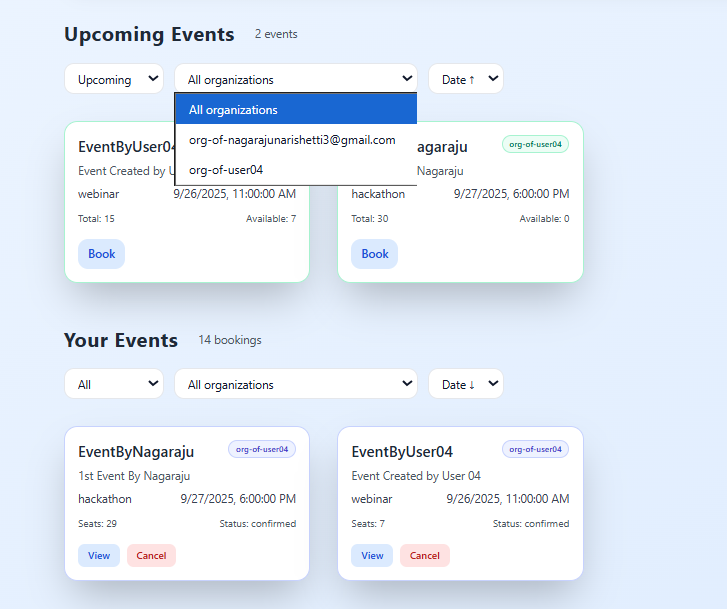 Upcoming Events 2 events
Upcoming All organizations Date ↑
All organizations
org-of-nagarajunarishetti3@gmail.com
org-of-user04
EventByUser04
Event Created by U
webinar 9/26/2025, 11:00:00 AM
Total: 15 Available: 7
Book
agaraju org-of-user04
Nagaraju
hackathon 9/27/2025, 6:00:00 PM
Total: 30 Available: 0
Book
Your Events 14 bookings
All All organizations Date ↓
EventByNagaraju org-of-user04
1st Event By Nagaraju
hackathon 9/27/2025, 6:00:00 PM
Seats: 29 Status: confirmed
View Cancel
EventByUser04 org-of-user04
Event Created by User 04
webinar 9/26/2025, 11:00:00 AM
Seats: 7 Status: confirmed
View Cancel